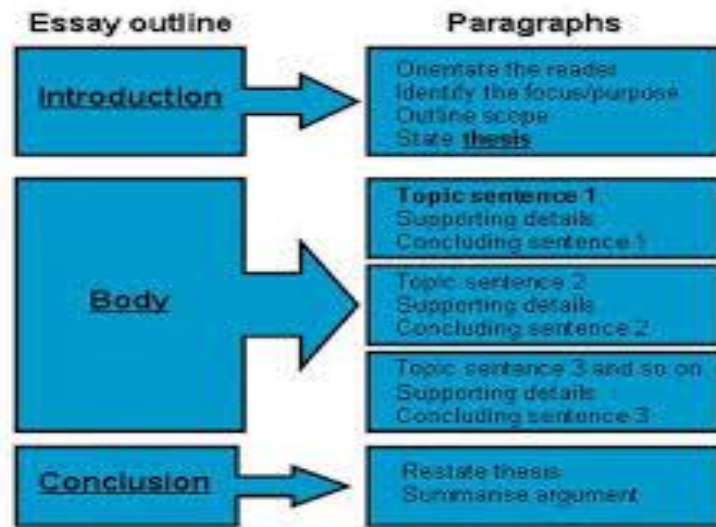 Essay outline
Paragraphs
Introduction
Orientate the reader
Identify the focus/purpose
Outline scope
State thesis
Body
Topic sentence 1
Supporting details
Concluding sentence 1
Topic sentence 2
Supporting details
Concluding sentence 2
Topic sentence 3 and so on
Supporting details
Concluding sentence 3
Conclusion
Restate thesis
Summarise argument